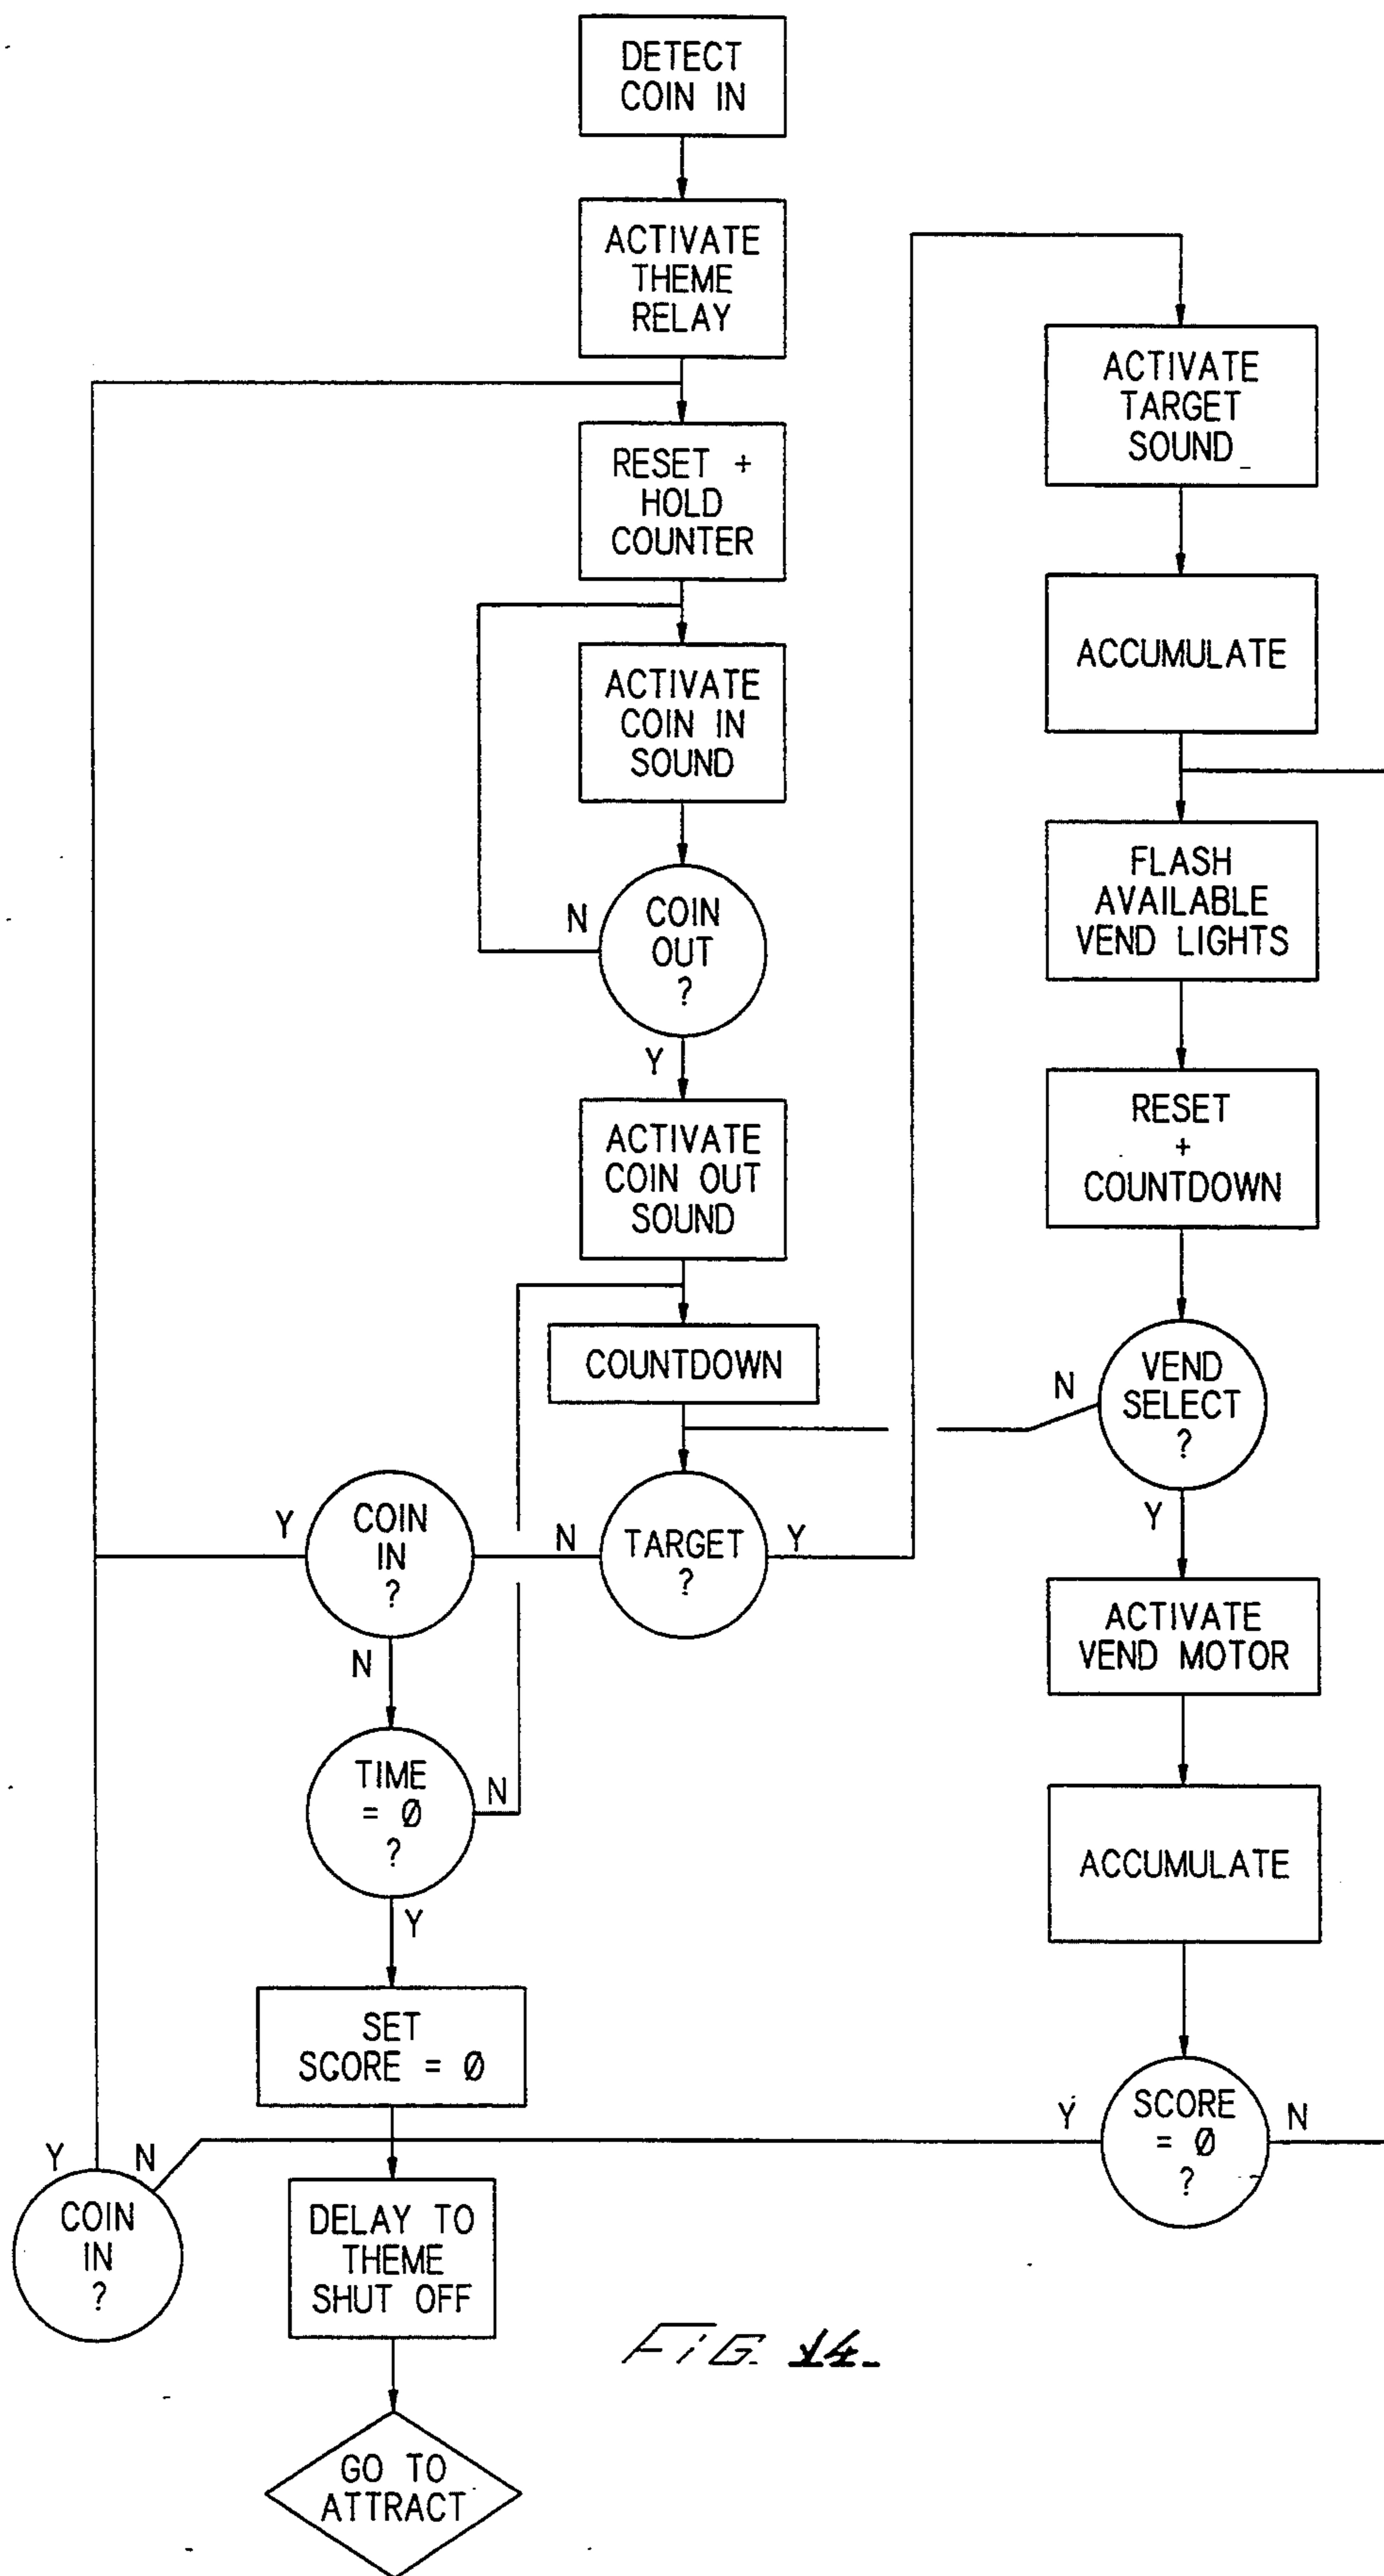 DETECT
COIN IN
ACTIVATE
THEME
RELAY
RESET +
HOLD
COUNTER
ACTIVATE
COIN IN
SOUND
N
COIN
OUT
?
Y
ACTIVATE
COIN OUT
SOUND
COUNTDOWN
Y
COIN
IN
?
N
TARGET
?
Y
N
TIME
= Ø
?
N
Y
SET
SCORE = Ø
Y
N
COIN
IN
?
DELAY TO
THEME
SHUT OFF
GO TO
ATTRACT
ACTIVATE
TARGET
SOUND
ACCUMULATE
FLASH
AVAILABLE
VEND LIGHTS
RESET
+
COUNTDOWN
N
VEND
SELECT
?
Y
ACTIVATE
VEND MOTOR
ACCUMULATE
Y
SCORE
= Ø
?
N
FIG. 14.